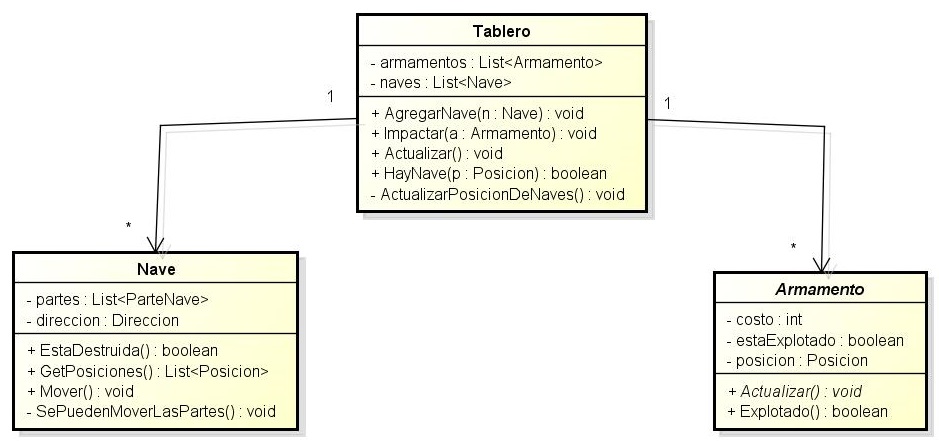 Tablero
- armamentos : List<Armamento>
- naves : List<Nave>
+ AgregarNave(n : Nave) : void
+ Impactar(a : Armamento) : void
+ Actualizar() : void
+ HayNave(p : Posicion) : boolean
- ActualizarPosicionDeNaves() : void
1
1
*
*
Nave
- partes : List<ParteNave>
- direccion : Direccion
+ EstaDestruida() : boolean
+ GetPosiciones() : List<Posicion>
+ Mover() : void
- SePuedenMoverLasPartes() : void
Armamento
- costo : int
- estaExplotado : boolean
- posicion : Posicion
+ Actualizar() : void
+ Explotado() : boolean